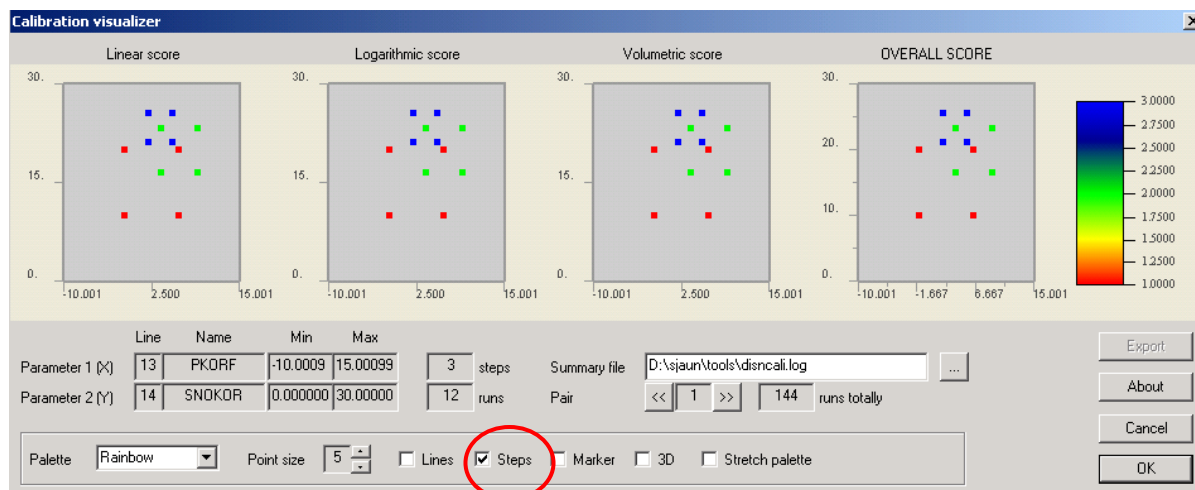 Calibration visualizer
Linear score
Logarithmic score
Volumetric score
OVERALL SCORE
30.
15.
0.
-10.001 2.500 15.001
30.
15.
0.
-10.001 2.500 15.001
30.
15.
0.
-10.001 2.500 15.001
30.
20.
10.
0.
-10.001 -1.667 6.667 15.001
3.0000
2.7500
2.5000
2.2500
2.0000
1.7500
1.5000
1.2500
1.0000
Line Name Min Max
Parameter 1 (X) 13 PKORF -10.0009 15.00099 3 steps Summary file D:\sjaun\tools\disncali.log ...
Parameter 2 (Y) 14 SNOKOR 0.000000 30.00000 12 runs Pair << 1 >> 144 runs totally
Export
About
Cancel
OK
Palette Rainbow Point size 5 Lines Steps Marker 3D Stretch palette